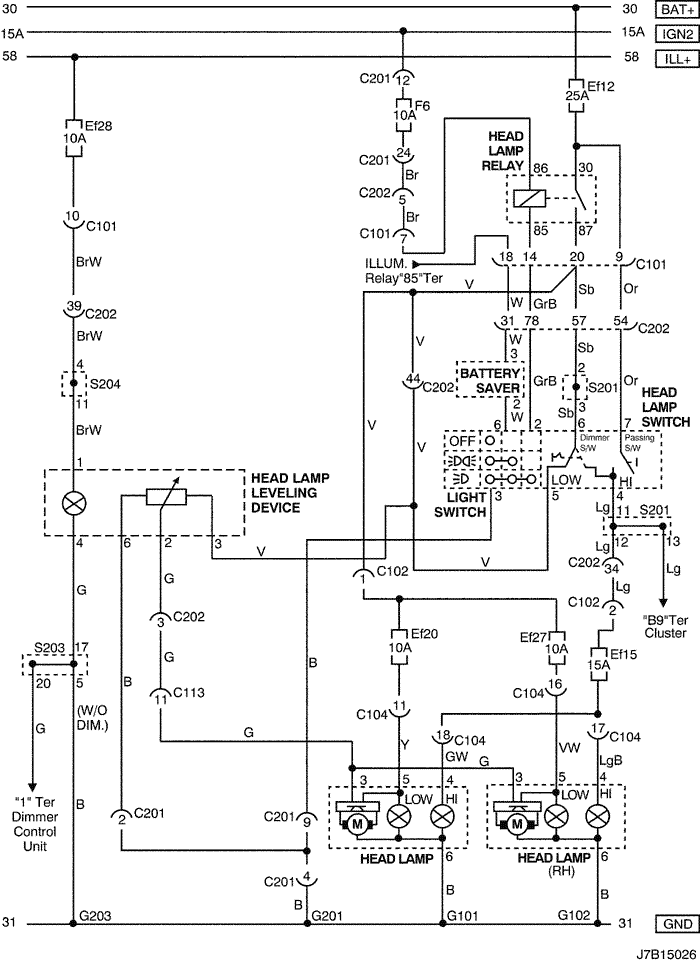 30 30 BAT+
15A 15A IGN2
58 58 ILL+
C201 12
Ef12
25A
F6
10A
Ef28
10A
HEAD
LAMP
RELAY
C201 24
Br
86 30
C202 5
Br
10 C101
C101 7
85 87
BrW
ILLUM.
Relay"85"Ter
18 14 20 9 C101
V
W GrB Sb Or
39 C202
31 78 57 54 C202
BrW
V
W
3
Sb
4
S204
11
44 C202
BATTERY
SAVER
GrB
2
S201
Or
2
W
3
Sb
HEAD
LAMP
SWITCH
BrW
V
V
6 2 6 7
OFF
Dimmer
S/W
Passing
S/W
1
HEAD LAMP
LEVELING
DEVICE
LOW HI
LIGHT
SWITCH
3 5 4
Lg 11 S201
4 6 2 3
V
V
Lg 12 13
C202 34
Lg
1 C102
Lg
G
G
C102 2
"B9"Ter
Cluster
3 C202
Ef20
10A
Ef27
10A
Ef15
15A
S203 17
G
B
B
20 5
16
C104
11 C113
(W/O
DIM.)
G
11
C104
18
C104
17
C104
G
Y
GW
G
VW
LgB
3 5 4
3 5 4
LOW HI
LOW HI
"1" Ter
Dimmer
Control
Unit
B
2 C201
C201 9
M
M
HEAD LAMP
6
HEAD LAMP
(RH)
6
C201 4
B
B
B
31 G203 G201 G101 G102 31 GND
J7B15026